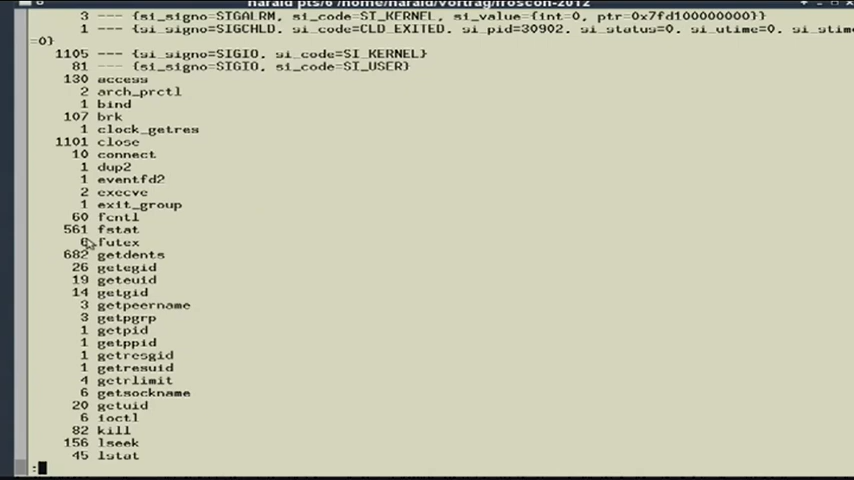 harald pts/6 /home/harald/vortrag/froscon-2012
3 --- {si_signo=SIGALRM, si_code=SI_KERNEL, si_value={int=0, ptr=0x7fd100000000}}
1 --- {si_signo=SIGCHLD, si_code=CLD_EXITED, si_pid=30902, si_status=0, si_utime=0, si_stime
=0}
1105 --- {si_signo=SIGIO, si_code=SI_KERNEL}
81 --- {si_signo=SIGIO, si_code=SI_USER}
130 access
2 arch_prctl
1 bind
107 brk
1 clock_getres
1101 close
10 connect
1 dup2
1 eventfd2
2 execve
1 exit_group
60 fcntl
561 fstat
6 futex
682 getdents
26 getegid
19 geteuid
14 getgid
3 getpeername
3 getpgrp
1 getpid
1 getppid
1 getresgid
1 getresuid
4 getrlimit
6 getsockname
20 getuid
6 ioctl
82 kill
156 lseek
45 lstat
: